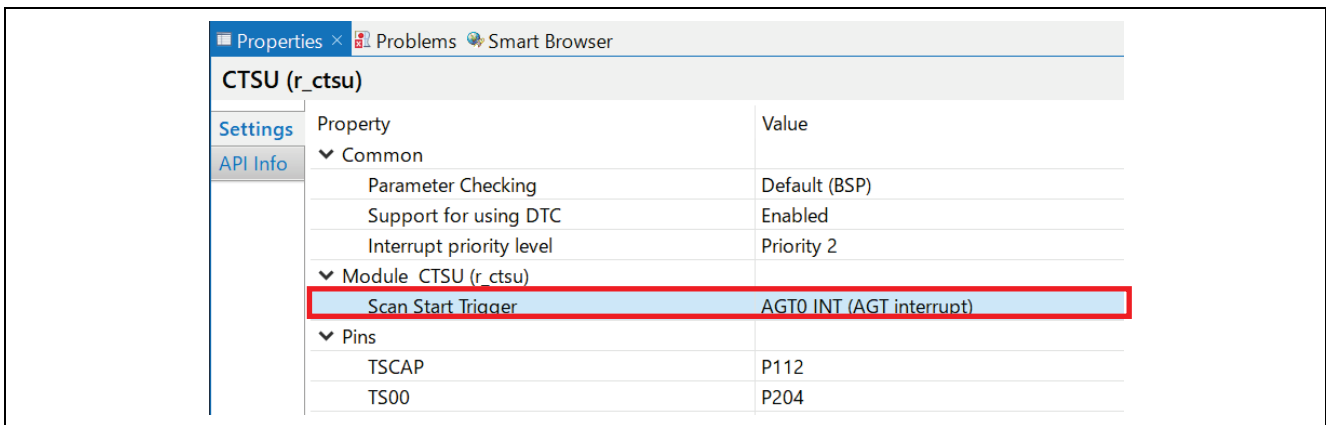 Properties Problems Smart Browser
CTSU (r_ctsu)
Settings Property Value
API Info Common
Parameter Checking Default (BSP)
Support for using DTC Enabled
Interrupt priority level Priority 2
Module CTSU (r_ctsu)
Scan Start Trigger AGT0 INT (AGT interrupt)
Pins
TSCAP P112
TS00 P204